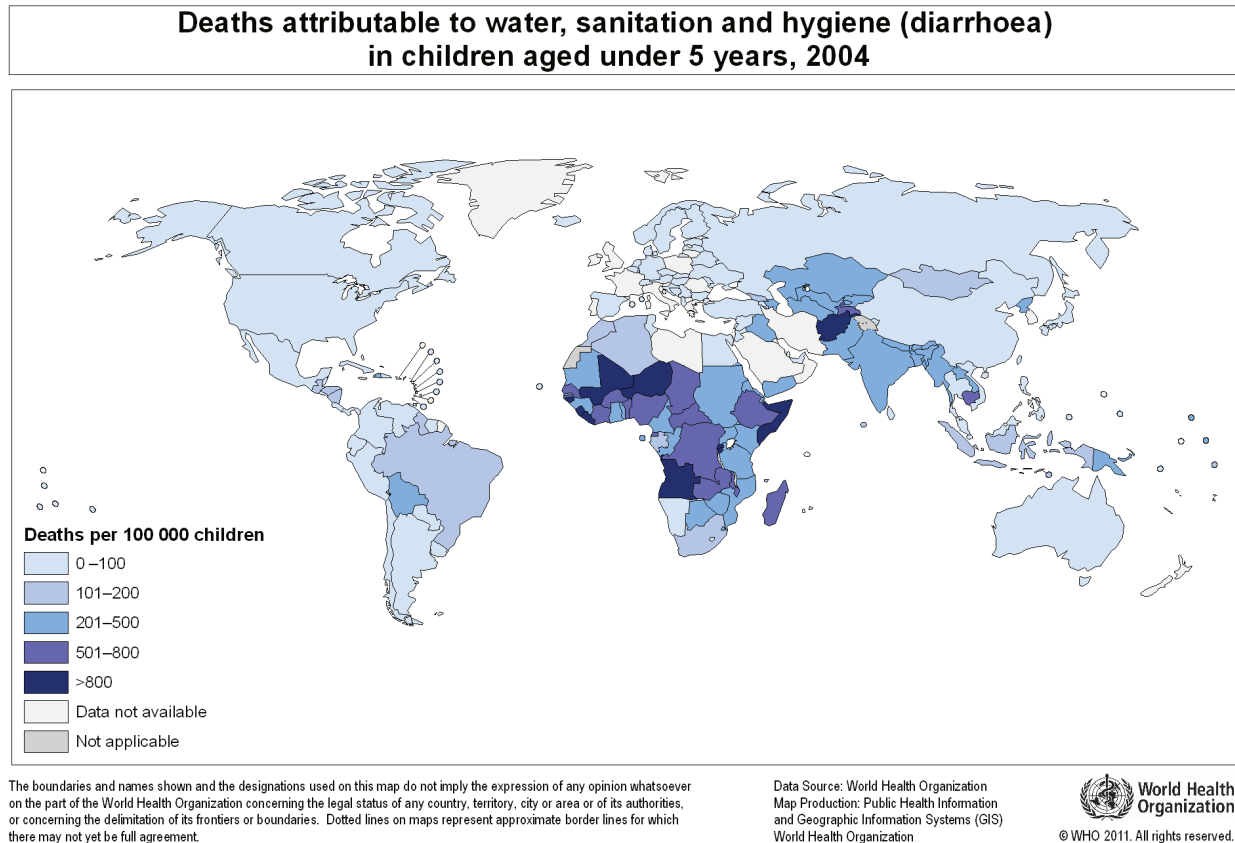 Deaths attributable to water, sanitation and hygiene (diarrhoea)
in children aged under 5 years, 2004
Deaths per 100 000 children
0 –100
101–200
201–500
501–800
>800
Data not available
Not applicable
The boundaries and names shown and the designations used on this map do not imply the expression of any opinion whatsoever
on the part of the World Health Organization concerning the legal status of any country, territory, city or area or of its authorities,
or concerning the delimitation of its frontiers or boundaries. Dotted lines on maps represent approximate border lines for which
there may not yet be full agreement.
Data Source: World Health Organization
Map Production: Public Health Information
and Geographic Information Systems (GIS)
World Health Organization
World Health
Organization
© WHO 2011. All rights reserved.